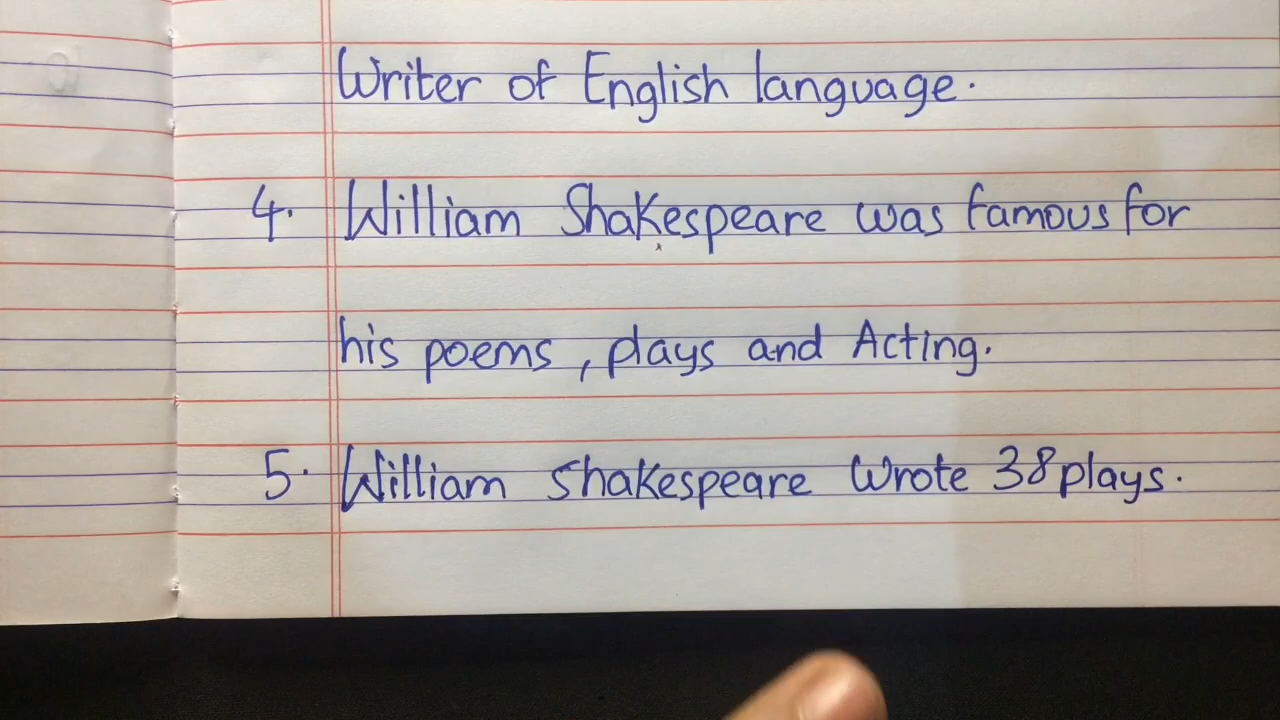 Writer of English language.
4. William Shakespeare was famous for
his poems, plays and Acting.
5. William Shakespeare Wrote 38 plays.